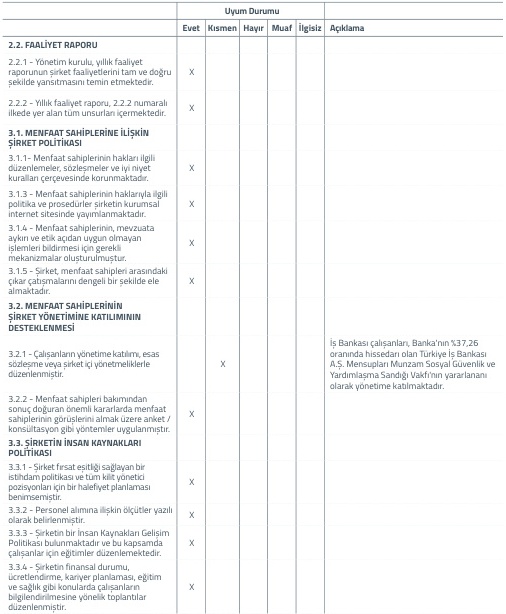 Uyum Durumu
Evet Kısmen Hayır Muaf İlgisiz Açıklama
2.2. FAALİYET RAPORU
2.2.1 - Yönetim kurulu, yıllık faaliyet
raporunun şirket faaliyetlerini tam ve doğru
şekilde yansıtmasını temin etmektedir.
X
2.2.2 - Yıllık faaliyet raporu, 2.2.2 numaralı
ilkede yer alan tüm unsurları içermektedir.
X
3.1. MENFAAT SAHİPLERİNE İLİŞKİN
ŞİRKET POLİTİKASI
3.1.1- Menfaat sahiplerinin hakları ilgili
düzenlemeler, sözleşmeler ve iyi niyet
kuralları çerçevesinde korunmaktadır.
X
3.1.3 - Menfaat sahiplerinin haklarıyla ilgili
politika ve prosedürler şirketin kurumsal
internet sitesinde yayımlanmaktadır.
X
3.1.4 - Menfaat sahiplerinin, mevzuata
aykırı ve etik açıdan uygun olmayan
işlemleri bildirmesi için gerekli
mekanizmalar oluşturulmuştur.
X
3.1.5 - Şirket, menfaat sahipleri arasındaki
çıkar çatışmalarını dengeli bir şekilde ele
almaktadır.
X
3.2. MENFAAT SAHİPLERİNİN
ŞİRKET YÖNETİMİNE KATILIMININ
DESTEKLENMESİ
3.2.1 - Çalışanların yönetime katılımı, esas
sözleşme veya şirket içi yönetmeliklerle
düzenlenmiştir.
X
İş Bankası çalışanları, Banka'nın %37,26
oranında hissedarı olan Türkiye İş Bankası
A.Ş. Mensupları Munzam Sosyal Güvenlik ve
Yardımlaşma Sandığı Vakfı'nın yararlananı
olarak yönetime katılmaktadır.
3.2.2 - Menfaat sahipleri bakımından
sonuç doğuran önemli kararlarda menfaat
sahiplerinin görüşlerini almak üzere anket /
konsültasyon gibi yöntemler uygulanmıştır.
X
3.3. ŞİRKETİN İNSAN KAYNAKLARI
POLİTİKASI
3.3.1 - Şirket fırsat eşitliği sağlayan bir
istihdam politikası ve tüm kilit yönetici
pozisyonları için bir halefiyet planlaması
benimsemiştir.
X
3.3.2 - Personel alımına ilişkin ölçütler yazılı
olarak belirlenmiştir.
X
3.3.3 - Şirketin bir İnsan Kaynakları Gelişim
Politikası bulunmaktadır ve bu kapsamda
çalışanlar için eğitimler düzenlemektedir.
X
3.3.4 - Şirketin finansal durumu,
ücretlendirme, kariyer planlaması, eğitim
ve sağlık gibi konularda çalışanların
bilgilendirilmesine yönelik toplantılar
düzenlenmiştir.
X